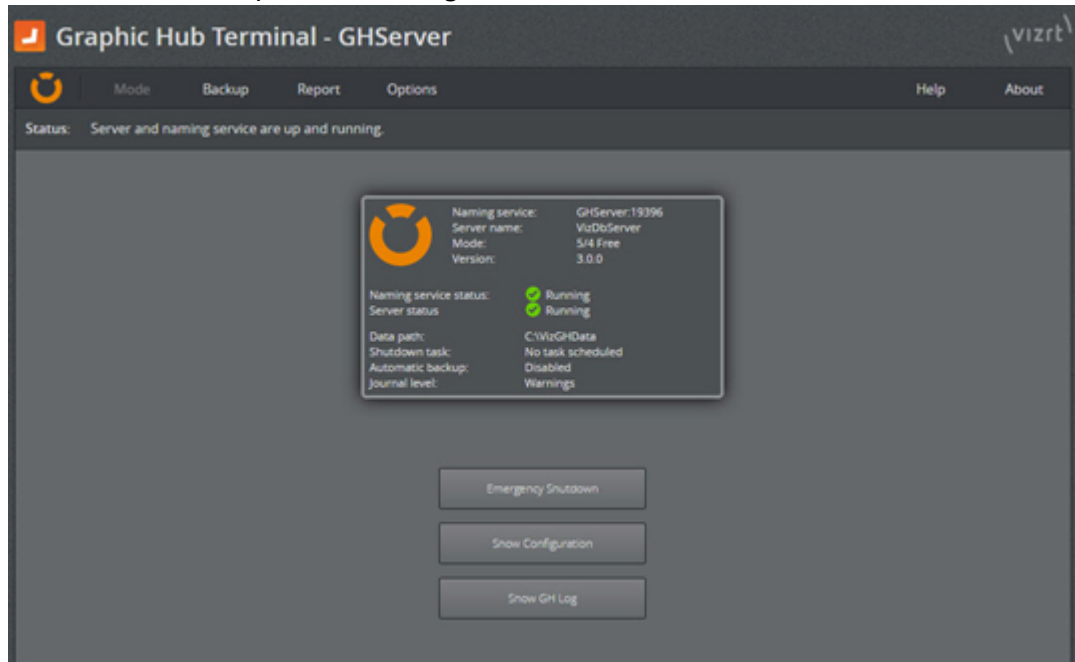 Graphic Hub Terminal - GHServer
vizrt
Mode Backup Report Options Help About
Status: Server and naming service are up and running.
Naming service: GHServer:19396
Server name: VizDbServer
Mode: 5/4 Free
Version: 3.0.0
Naming service status: Running
Server status Running
Data path: C:\VizGHData
Shutdown task: No task scheduled
Automatic backup: Disabled
Journal level: Warnings
Emergency Shutdown
Show Configuration
Show GH Log